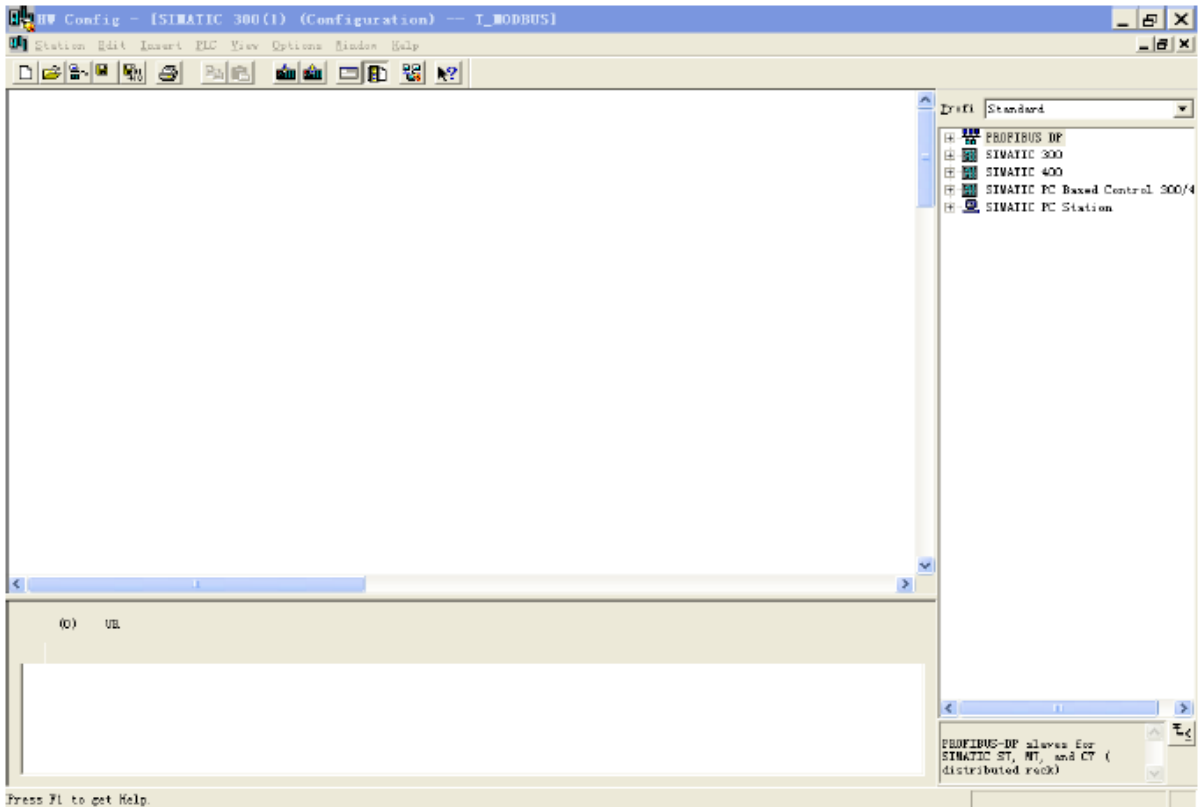 HW Config - [SIMATIC 300(1) (Configuration) -- T_MODBUS]
Station Edit Insert PLC View Options Window Help
Profi Standard
PROFIBUS DP
SIMATIC 300
SIMATIC 400
SIMATIC PC Based Control 300/4
SIMATIC PC Station
(0) UR
PROFIBUS-DP slaves for
SIMATIC S7, M7, and C7 (
distributed rack)
Press F1 to get Help.